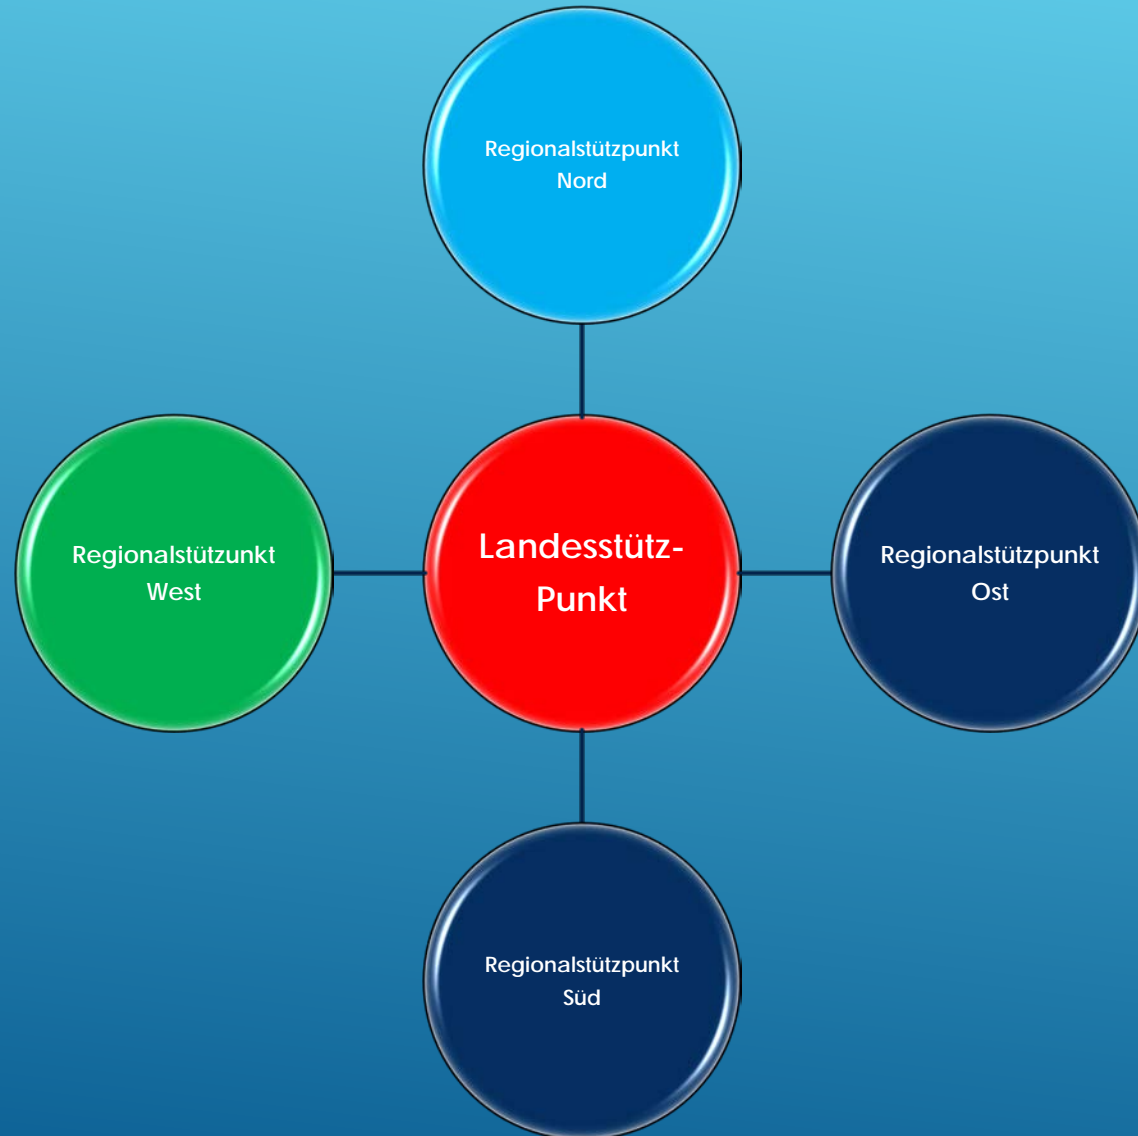 Regionalstützpunkt
Nord
Regionalstützunkt
West
Landesstütz-
Punkt
Regionalstützpunkt
Ost
Regionalstützpunkt
Süd